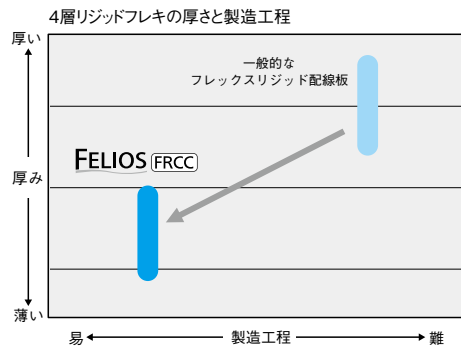 4層リジッドフレキの厚さと製造工程
厚い
一般的な
フレックスリジッド配線板
FELIOS FRCC
厚み
薄い
易 製造工程 難